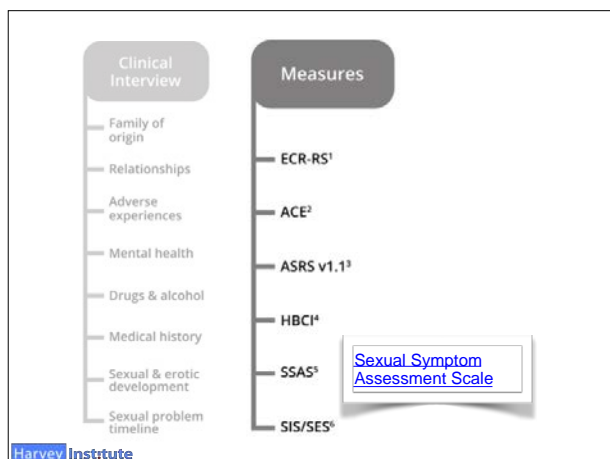 Clinical
Interview
Family of
origin
Relationships
Adverse
experiences
Mental health
Drugs & alcohol
Medical history
Sexual & erotic
development
Sexual problem
timeline
Measures
ECR-RS¹
ACE²
ASRS v1.1³
HBCI⁴
SSAS⁵
SIS/SES⁶
Sexual Symptom
Assessment Scale
Harvey Institute